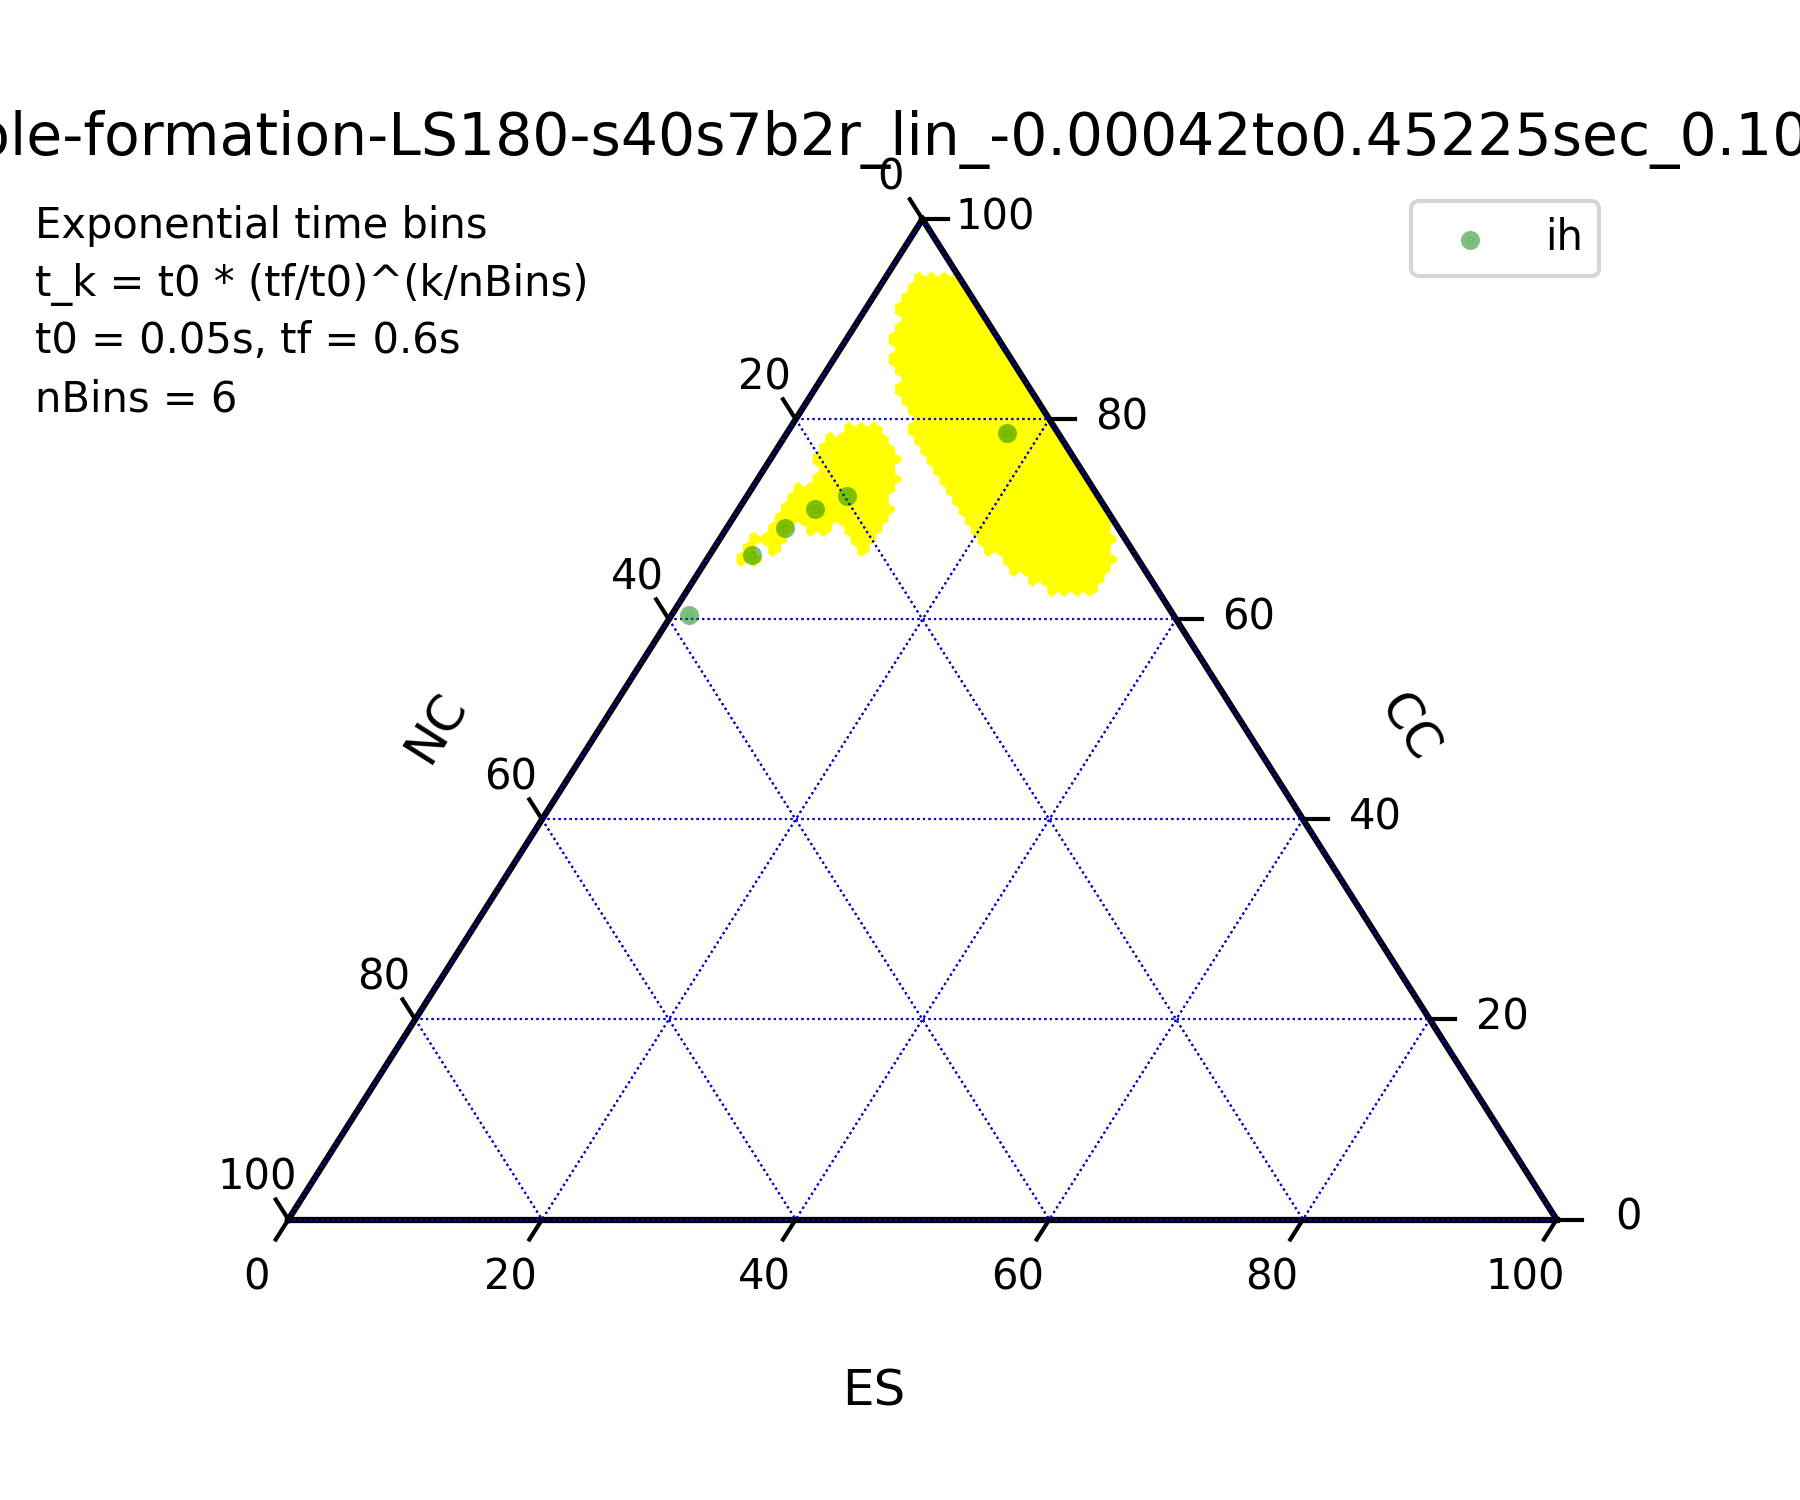 ple-formation-LS180-s40s7b2r_lin_-0.00042to0.45225sec_0.10
Exponential time bins
t_k = t0 * (tf/t0)^(k/nBins)
t0 = 0.05s, tf = 0.6s
nBins = 6
ih
0
100
20
80
40
60
NC
CC
60
40
80
20
100
0
0
20
40
60
80
100
ES